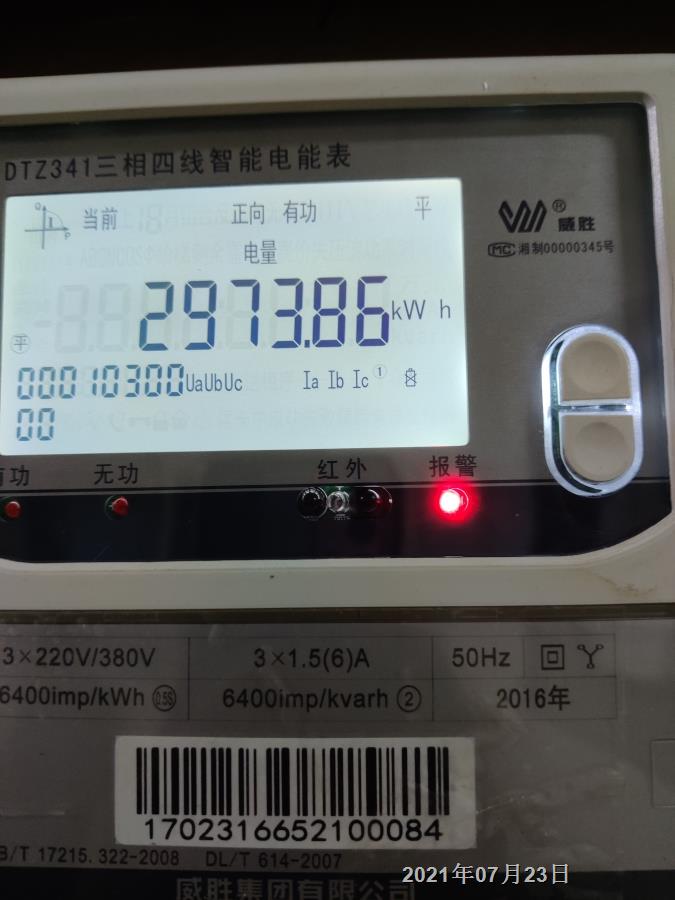 DTZ341三相四线智能电能表
当前 正向 有功 平
电量
2973.86kW h
平
00010300UaUbUc Ia Ib Ic ①
00
威胜®
MC 湘制00000345号
有功 无功 红外 报警
3×220V/380V 3×1.5(6)A 50Hz
6400imp/kWh 0.5S 6400imp/kvarh ② 2016年
1702316652100084
B/T 17215.322-2008 DL/T 614-2007
2021年07月23日
威胜集团有限公司